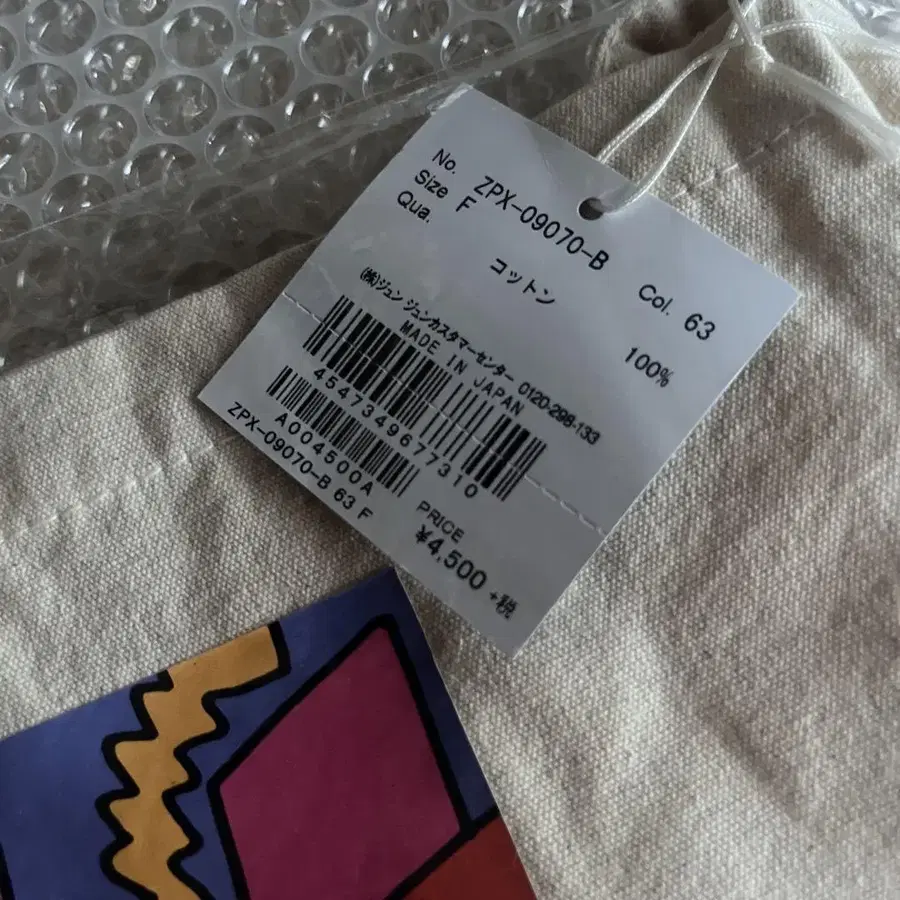 No. ZPX-09070-B
Size F Col. 63
Qua.
コットン 100%
(株)ジュン ジュンカスタマーセンター 0120-298-133
MADE IN JAPAN
4547349677310
A004500A
ZPX-09070-B 63 F
PRICE
¥4,500 +税